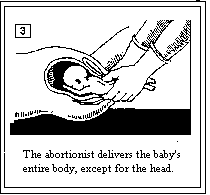 3
The abortionist delivers the baby's
entire body, except for the head.